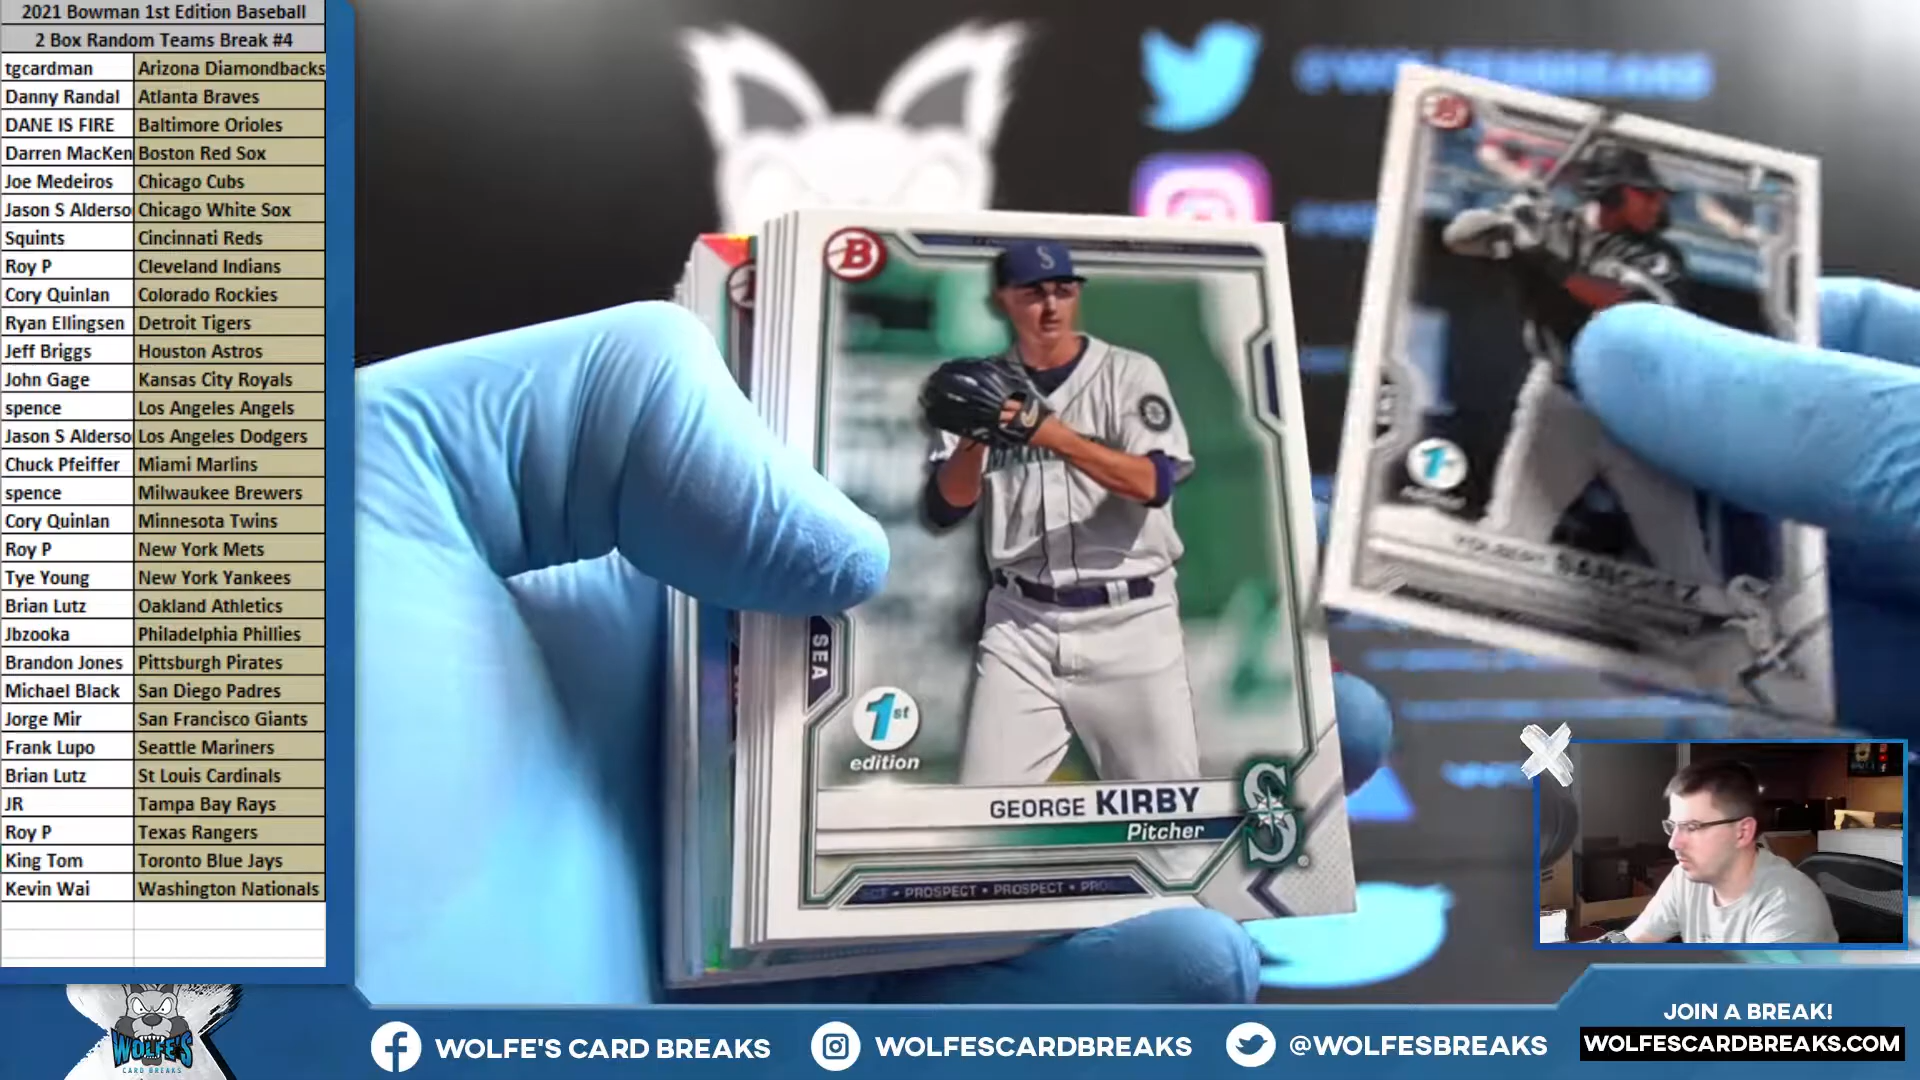 2021 Bowman 1st Edition Baseball
2 Box Random Teams Break #4
tgcardman Arizona Diamondbacks
Danny Randal Atlanta Braves
DANE IS FIRE Baltimore Orioles
Darren MacKen Boston Red Sox
Joe Medeiros Chicago Cubs
Jason S Alderso Chicago White Sox
Squints Cincinnati Reds
Roy P Cleveland Indians
Cory Quinlan Colorado Rockies
Ryan Ellingsen Detroit Tigers
Jeff Briggs Houston Astros
John Gage Kansas City Royals
spence Los Angeles Angels
Jason S Alderso Los Angeles Dodgers
Chuck Pfeiffer Miami Marlins
spence Milwaukee Brewers
Cory Quinlan Minnesota Twins
Roy P New York Mets
Tye Young New York Yankees
Brian Lutz Oakland Athletics
Jbzooka Philadelphia Phillies
Brandon Jones Pittsburgh Pirates
Michael Black San Diego Padres
Jorge Mir San Francisco Giants
Frank Lupo Seattle Mariners
Brian Lutz St Louis Cardinals
JR Tampa Bay Rays
Roy P Texas Rangers
King Tom Toronto Blue Jays
Kevin Wai Washington Nationals
B
S
SEA
1st
edition
GEORGE KIRBY
Pitcher
S
PROSPECT • PROSPECT • PRO
B
1st
YOLBERT SANCHEZ
@WOLFESBREAKS
WOLFE'S
CARD BREAKS
WOLFE'S CARD BREAKS
WOLFESCARDBREAKS
@WOLFESBREAKS
JOIN A BREAK!
WOLFESCARDBREAKS.COM